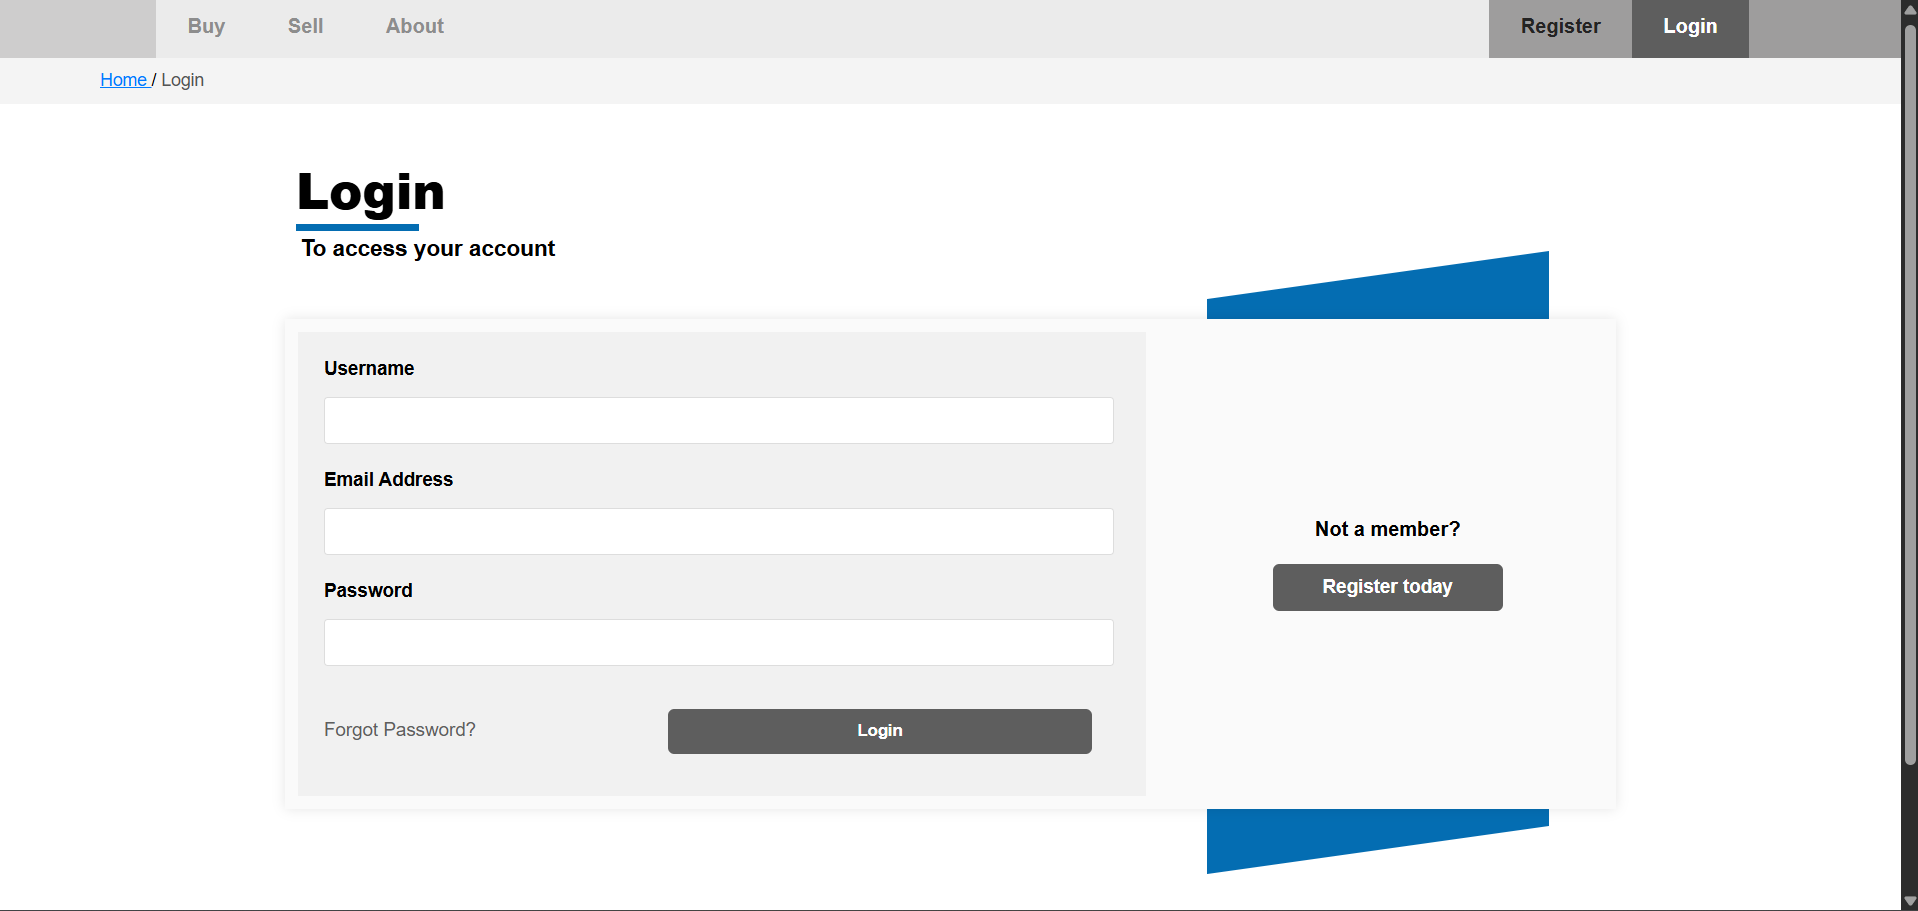 Buy Sell About Register Login
Home / Login
Login
To access your account
Username
Email Address
Password
Forgot Password? Login
Not a member?
Register today